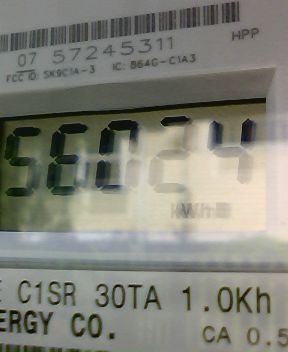 07 57245311
HPP
FCC ID: SK9C1A-3 IC: 864G-C1A3
56024
kWh
E C1SR 30TA 1.0Kh
ERGY CO.
CA 0.5